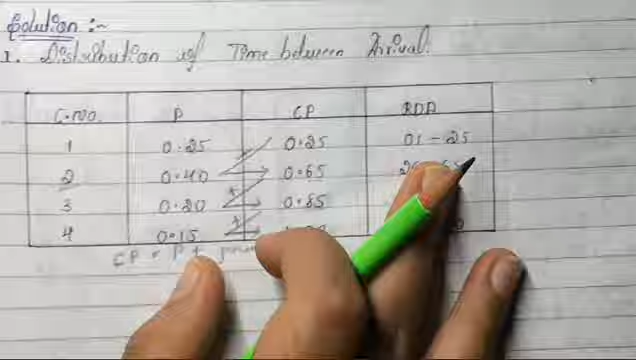 Solution :-
1. Distribution of Time between Arrival.
C.No. P CP RDA
1 0.25 0.25 01 - 25
2 0.40 0.65
3 0.20 0.85
4 0.15
CP = P +